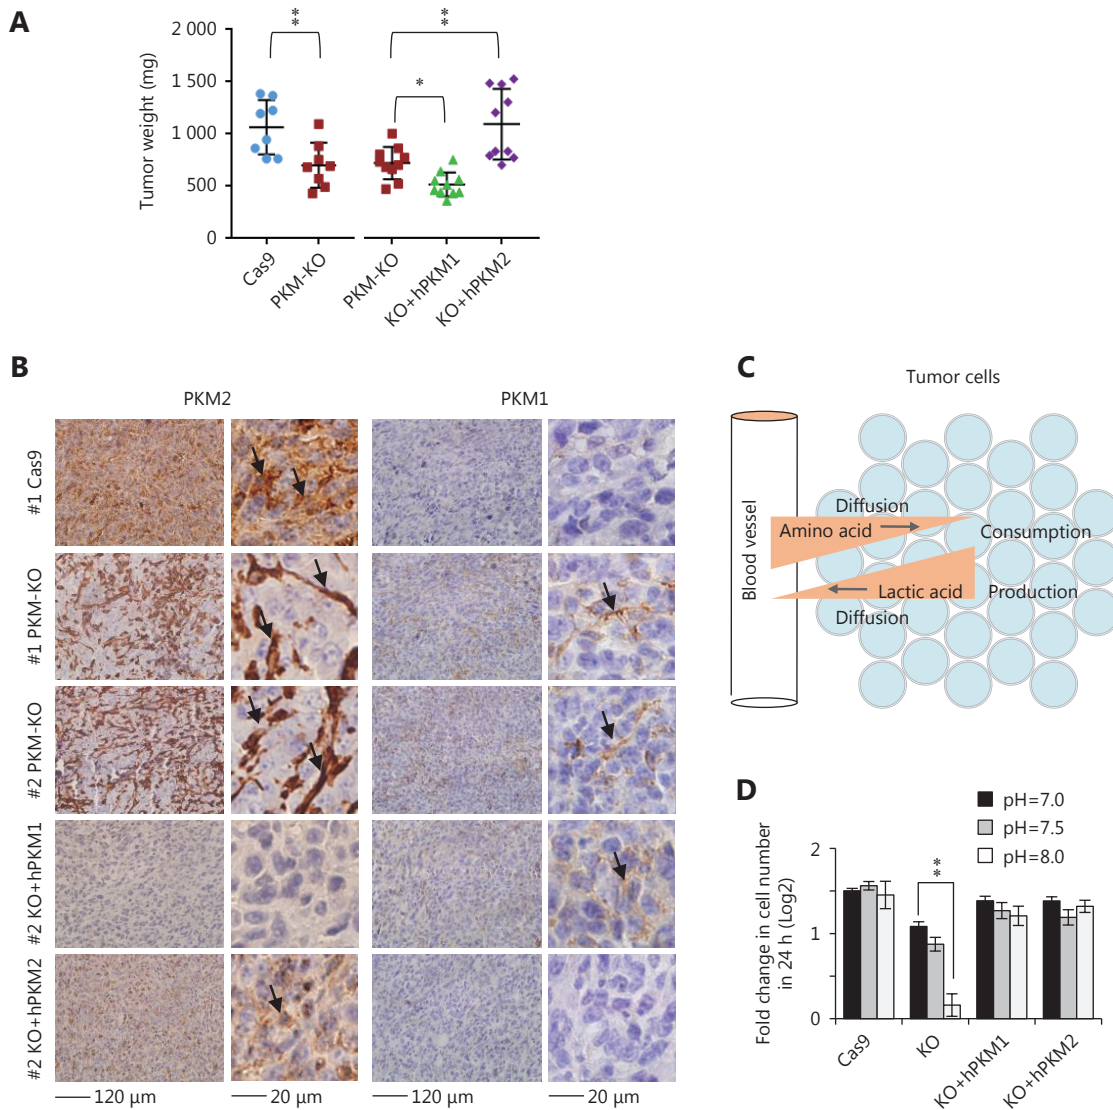 A
Tumor weight (mg)
2 000
1 500
1 000
500
0
**
**
*
Cas9
PKM-KO
PKM-KO
KO+hPKM1
KO+hPKM2
B
PKM2
PKM1
#1 Cas9
#1 PKM-KO
#2 PKM-KO
#2 KO+hPKM1
#2 KO+hPKM2
120 μm
20 μm
120 μm
20 μm
C
Tumor cells
Blood vessel
Diffusion
Amino acid
Consumption
Lactic acid
Production
Diffusion
D
pH=7.0
pH=7.5
pH=8.0
Fold change in cell number
in 24 h (Log2)
2
1
0
**
Cas9
KO
KO+hPKM1
KO+hPKM2